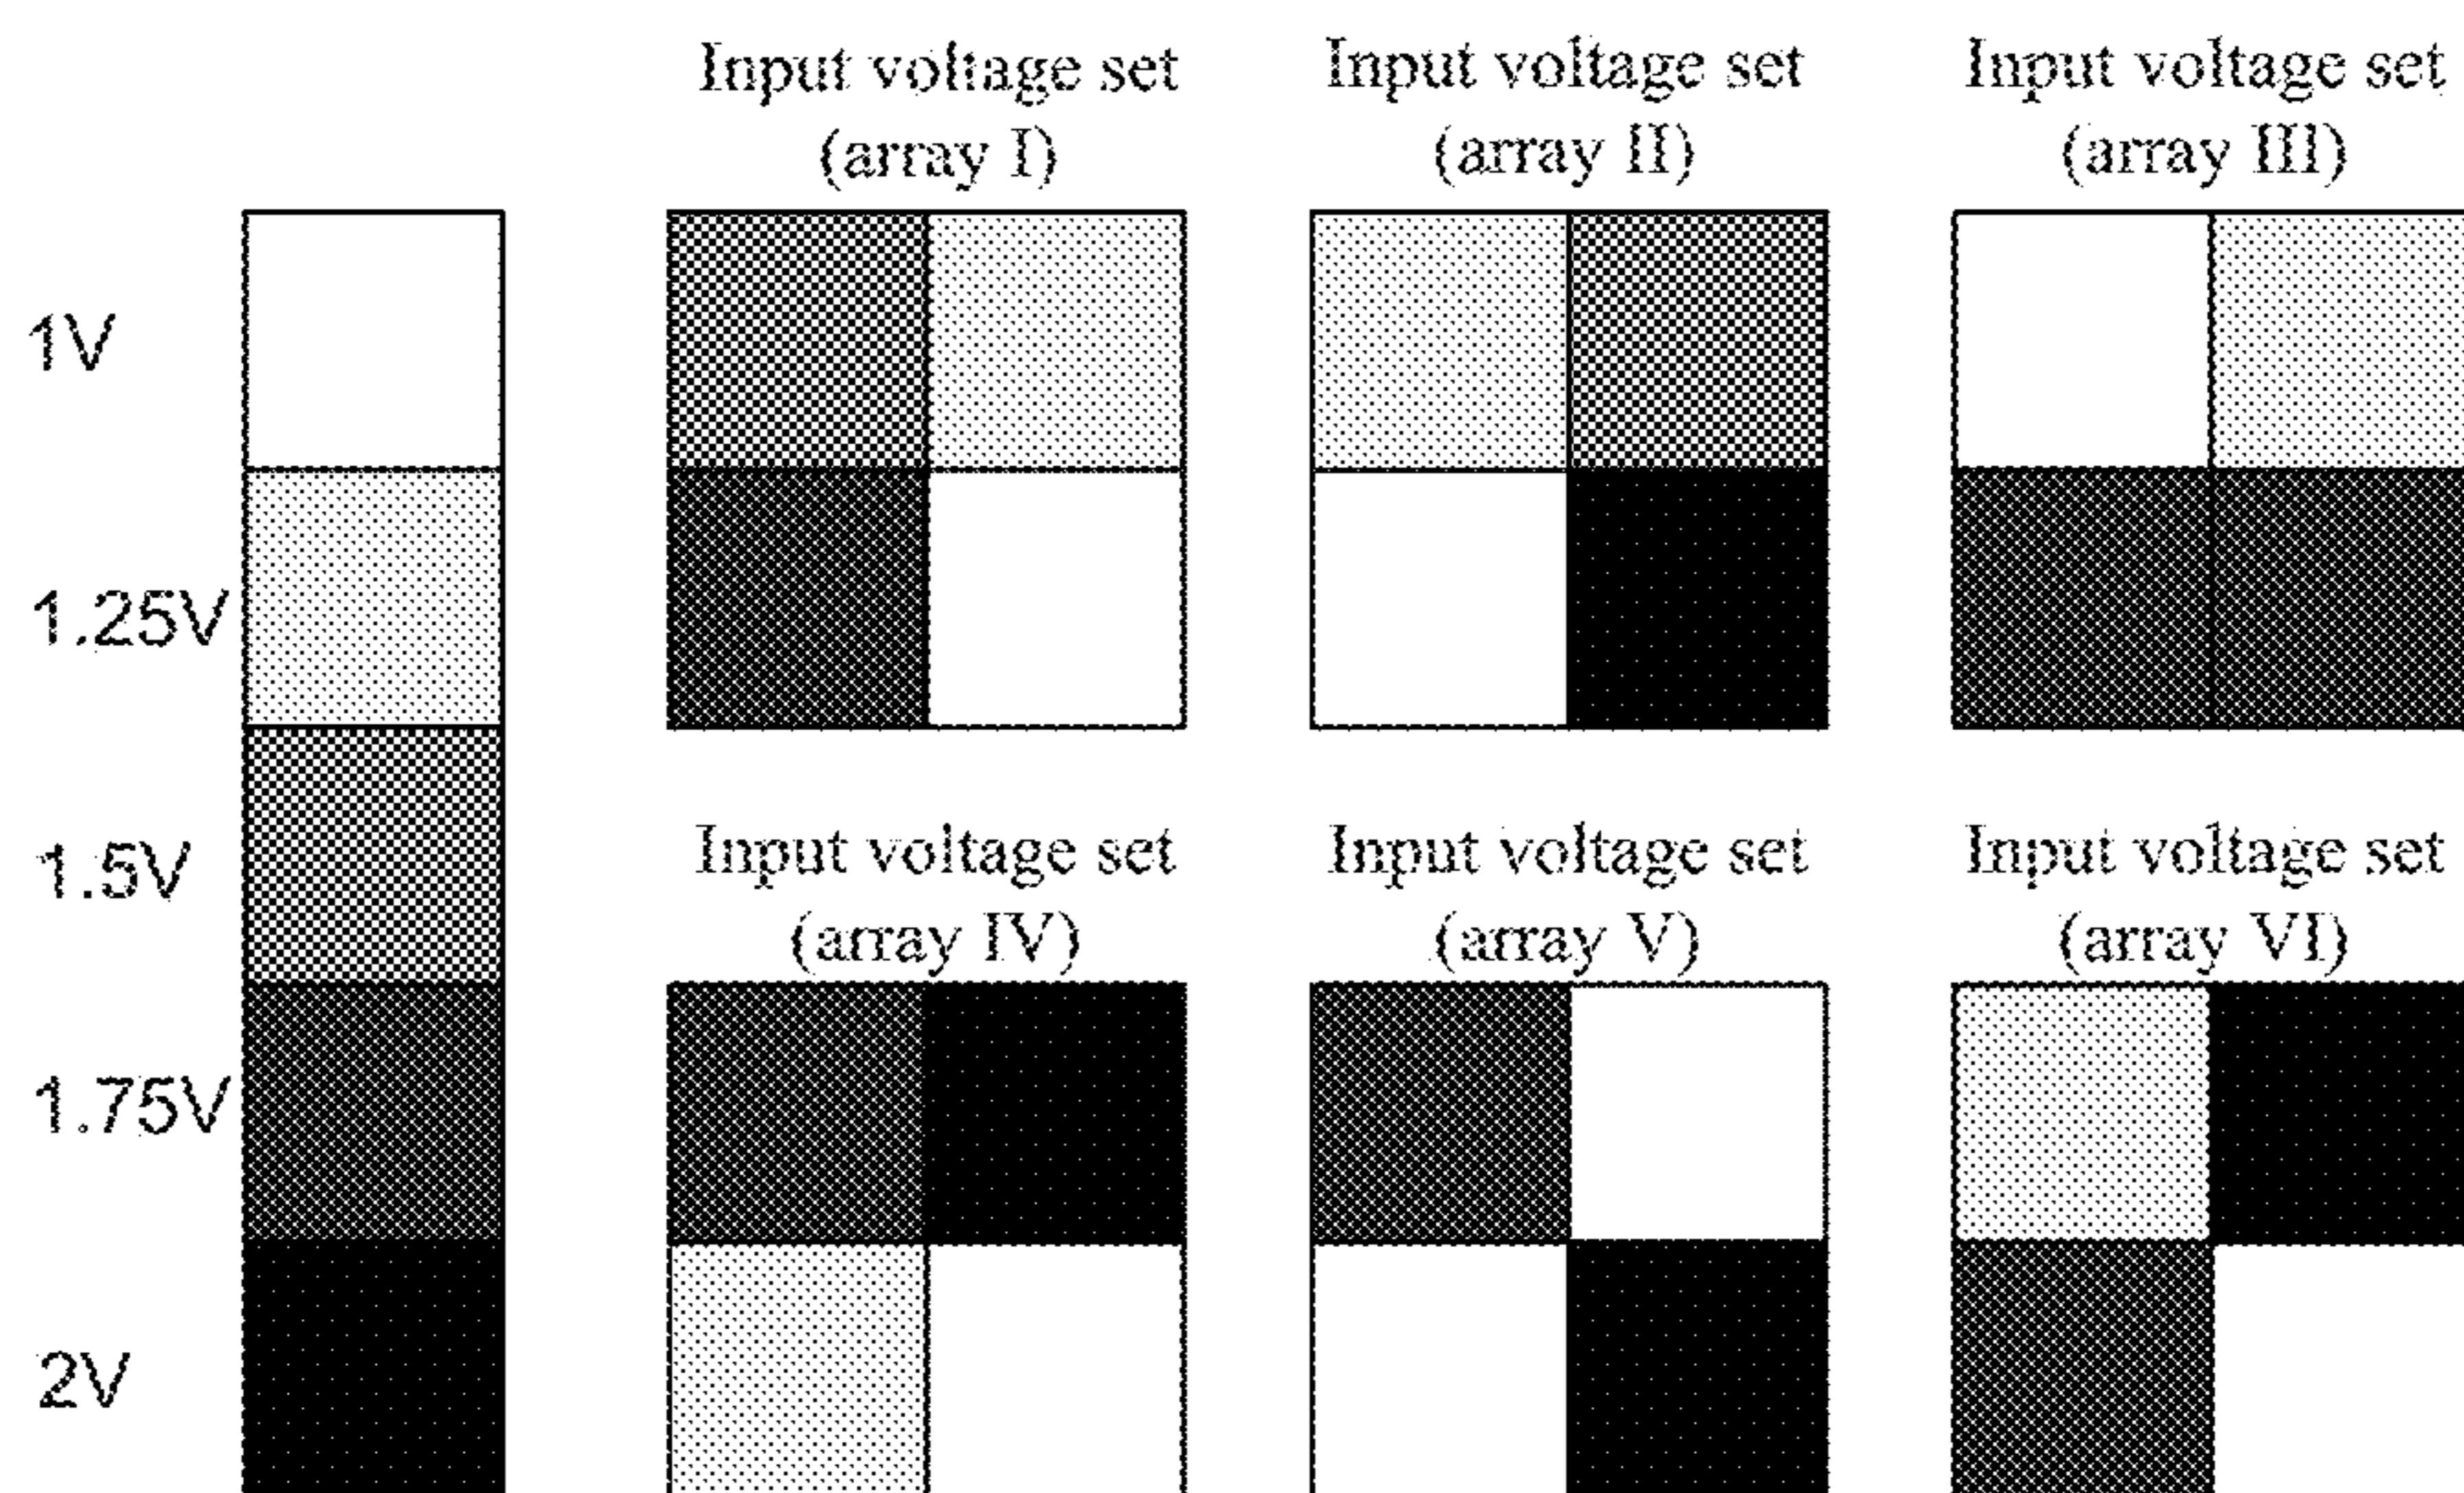 Input voltage set
(array I)
Input voltage set
(array II)
Input voltage set
(array III)
1V
1.25V
1.5V
1.75V
2V
Input voltage set
(array IV)
Input voltage set
(array V)
Input voltage set
(array VI)